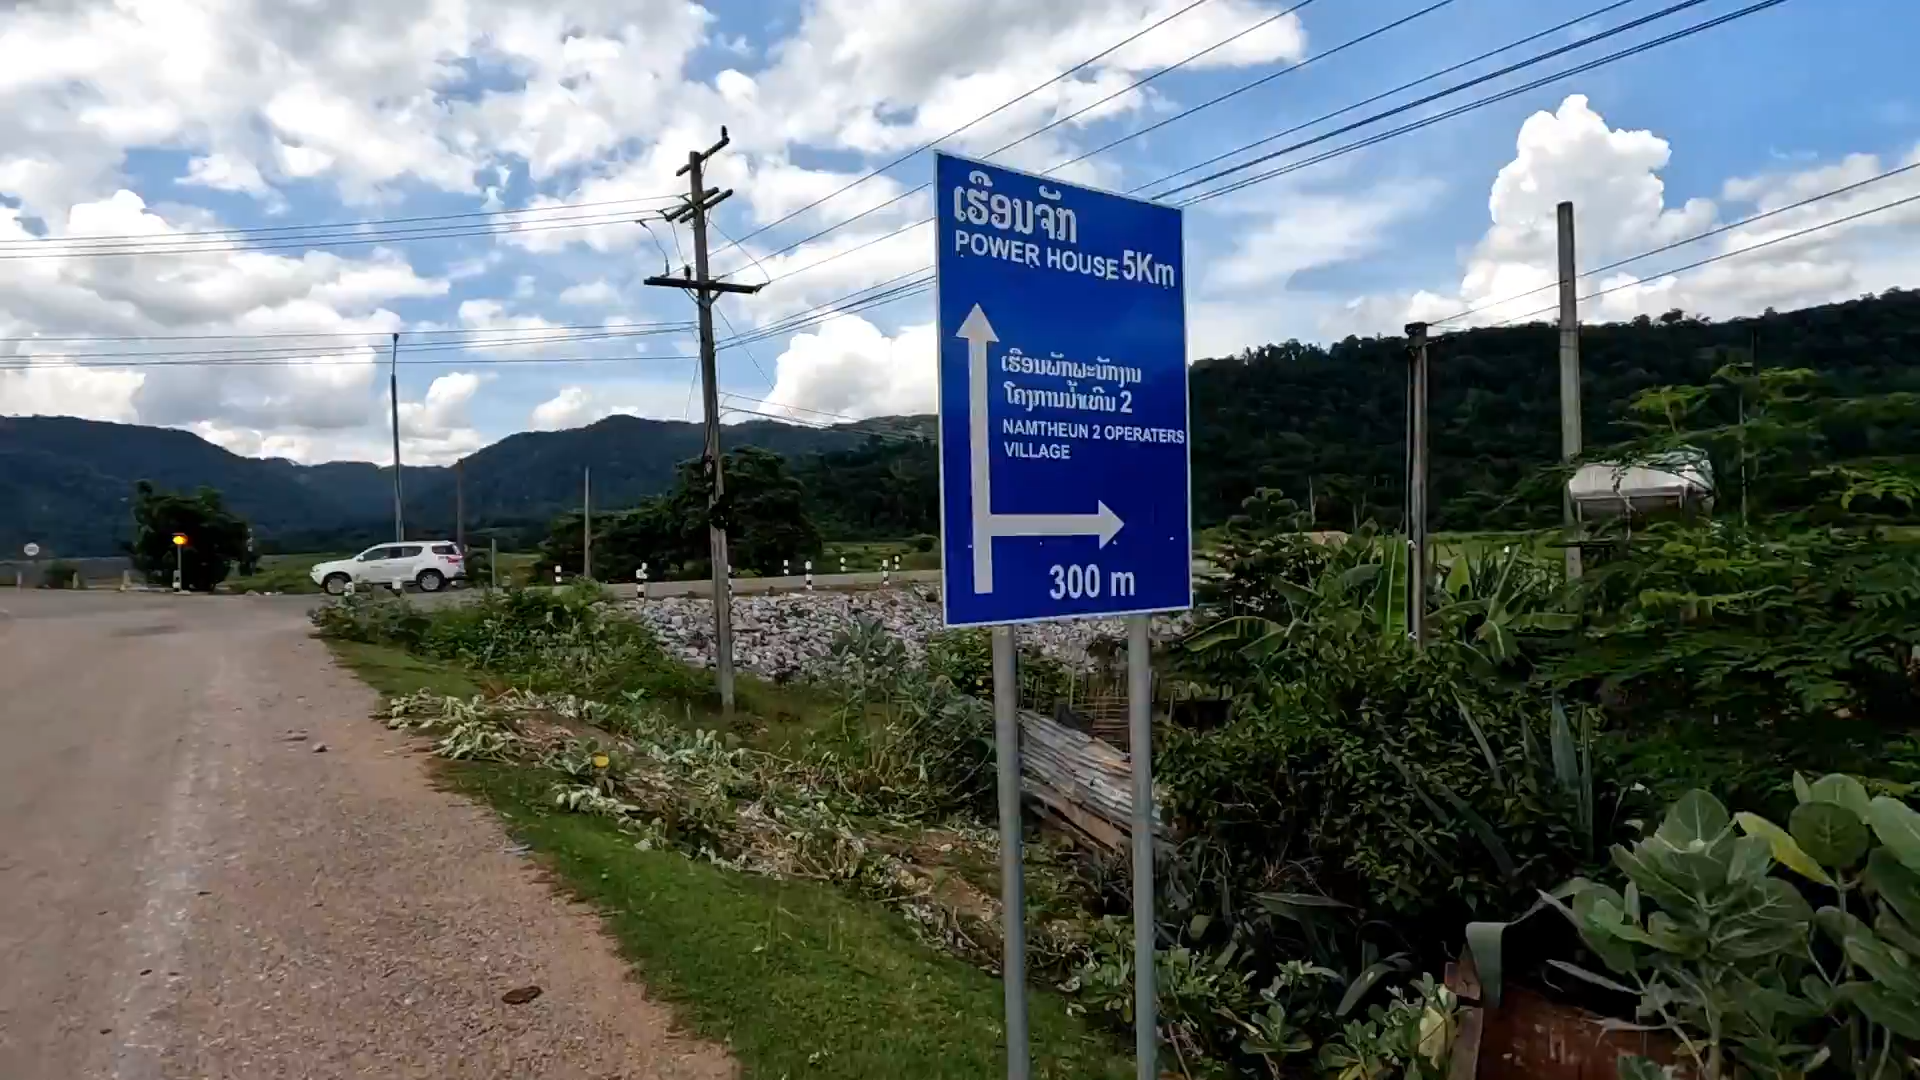 ເຮືອນຈັກ
POWER HOUSE 5Km
ເຮືອນພັກພະນັກງານ
ໂຄງການນ້ຳເທີນ 2
NAMTHEUN 2 OPERATERS
VILLAGE
300 m